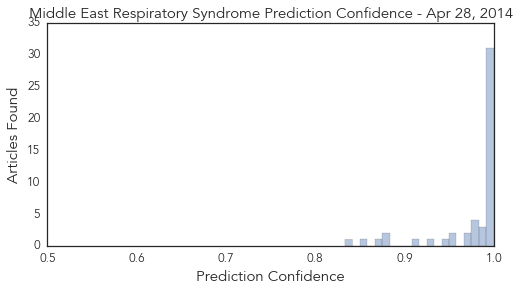 Middle East Respiratory Syndrome Prediction Confidence - Apr 28, 2014
35
30
25
20
15
10
5
0
Articles Found
0.5 0.6 0.7 0.8 0.9 1.0
Prediction Confidence